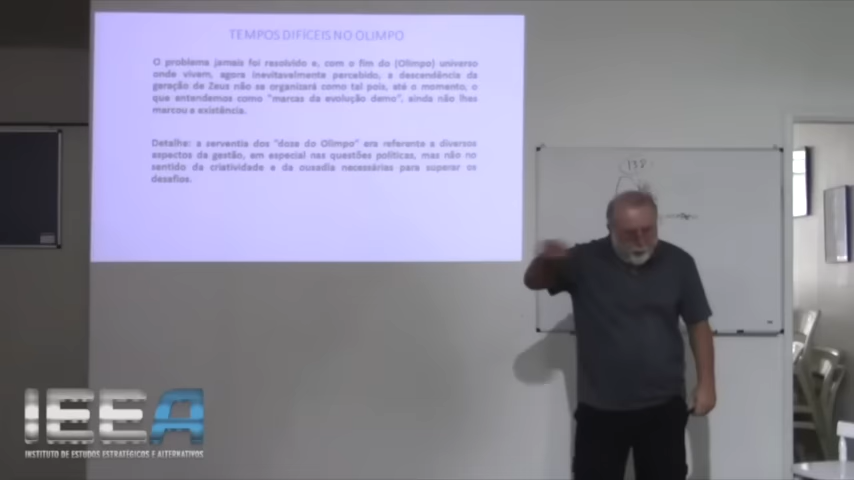 TEMPOS DIFÍCEIS NO OLIMPO
O problema jamais foi resolvido e, com o fim do (Olimpo) universo
onde vivam, agora inevitavelmente percebido, a descendência da
geração de Zeus não se organizará como tal pois, até o momento, o
que entendemos como "marcas da evolução demo", ainda não lhes
marcou a existência.
Detalhe: a serventia dos "doze do Olimpo" era referente a diversos
aspectos da gestão, em especial nas questões políticas, mas não no
sentido da criatividade e da ousadia necessárias para superar os
desafios.
IEEA
INSTITUTO DE ESTUDOS ESTRATÉGICOS E ALTERNATIVOS